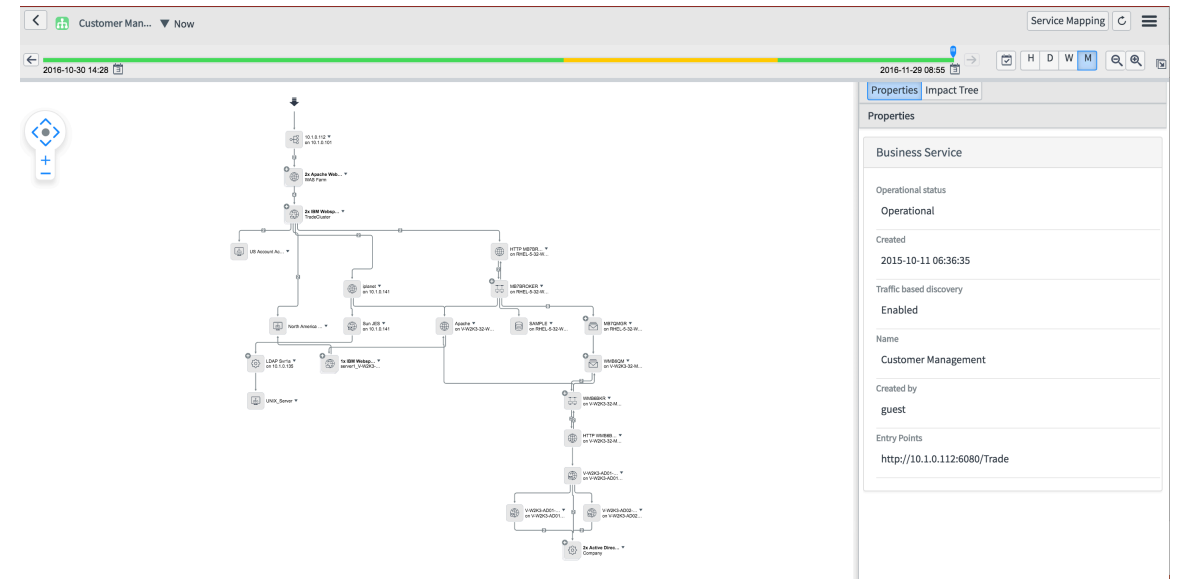 Customer Man... ▼ Now
Service Mapping
2016-10-30 14:28
2016-11-29 08:55
H D W M
Properties
Impact Tree
Properties
Business Service
Operational status
Operational
Created
2015-10-11 06:36:35
Traffic based discovery
Enabled
Name
Customer Management
Created by
guest
Entry Points
http://10.1.0.112:6080/Trade
10.1.0.112
on 10.1.0.101
2x Apache Web...
WAS Farm
2x IBM Websp...
TradeCluster
US Account Ac...
HTTP MB7BR...
on RHEL-5-32-W...
iplanet
on 10.1.0.141
MB7BROKER
on RHEL-5-32-W...
North America ...
Sun JES
on 10.1.0.141
Apache
on V-W2K3-32-W...
SAMPLE
on RHEL-5-32-W...
MB7QMGR
on RHEL-5-32-W...
LDAP Svr1s
on 10.1.0.135
1x IBM Websp...
server1_V-W2K3-...
WMB6QM
on V-W2K3-32-M...
UNIX_Server
WMB6BKR
on V-W2K3-32-M...
HTTP WMB6B...
on V-W2K3-32-M...
V-W2K3-AD01-...
on V-W2K3-AD01...
V-W2K3-AD01-...
on V-W2K3-AD01...
V-W2K3-AD02-...
on V-W2K3-AD02...
2x Active Direc...
Company